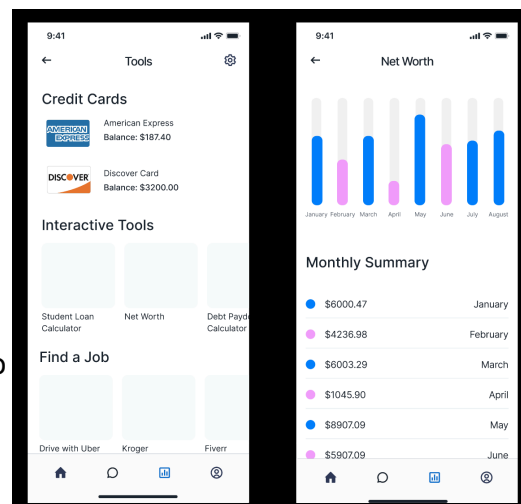 9:41
Tools
Credit Cards
AMERICAN
EXPRESS
American Express
Balance: $187.40
DISCOVER
Discover Card
Balance: $3200.00
Interactive Tools
Student Loan
Calculator
Net Worth
Debt Payd
Calculator
Find a Job
Drive with Uber
Kroger
Fiverr
9:41
Net Worth
January February March April May June July August
Monthly Summary
$6000.47 January
$4236.98 February
$6003.29 March
$1045.90 April
$8907.09 May
$5907.09 June